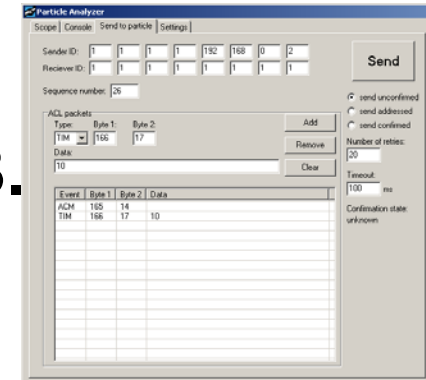 Particle Analyzer
Scope Console Send to particle Settings
Sender ID: 1 1 1 1 192 168 0 2
Reciever ID: 1 1 1 1 1 1 1 1
Send
Sequence number: 26
send unconfirmed
send addressed
send confirmed
ACL packets
Type: Byte 1: Byte 2:
TIM 166 17
Add
Data:
10
Remove
Clear
Number of retries:
20
Timeout:
100 ms
Confirmation state:
unknown
Event Byte 1 Byte 2 Data
ACM 165 14
TIM 166 17 10